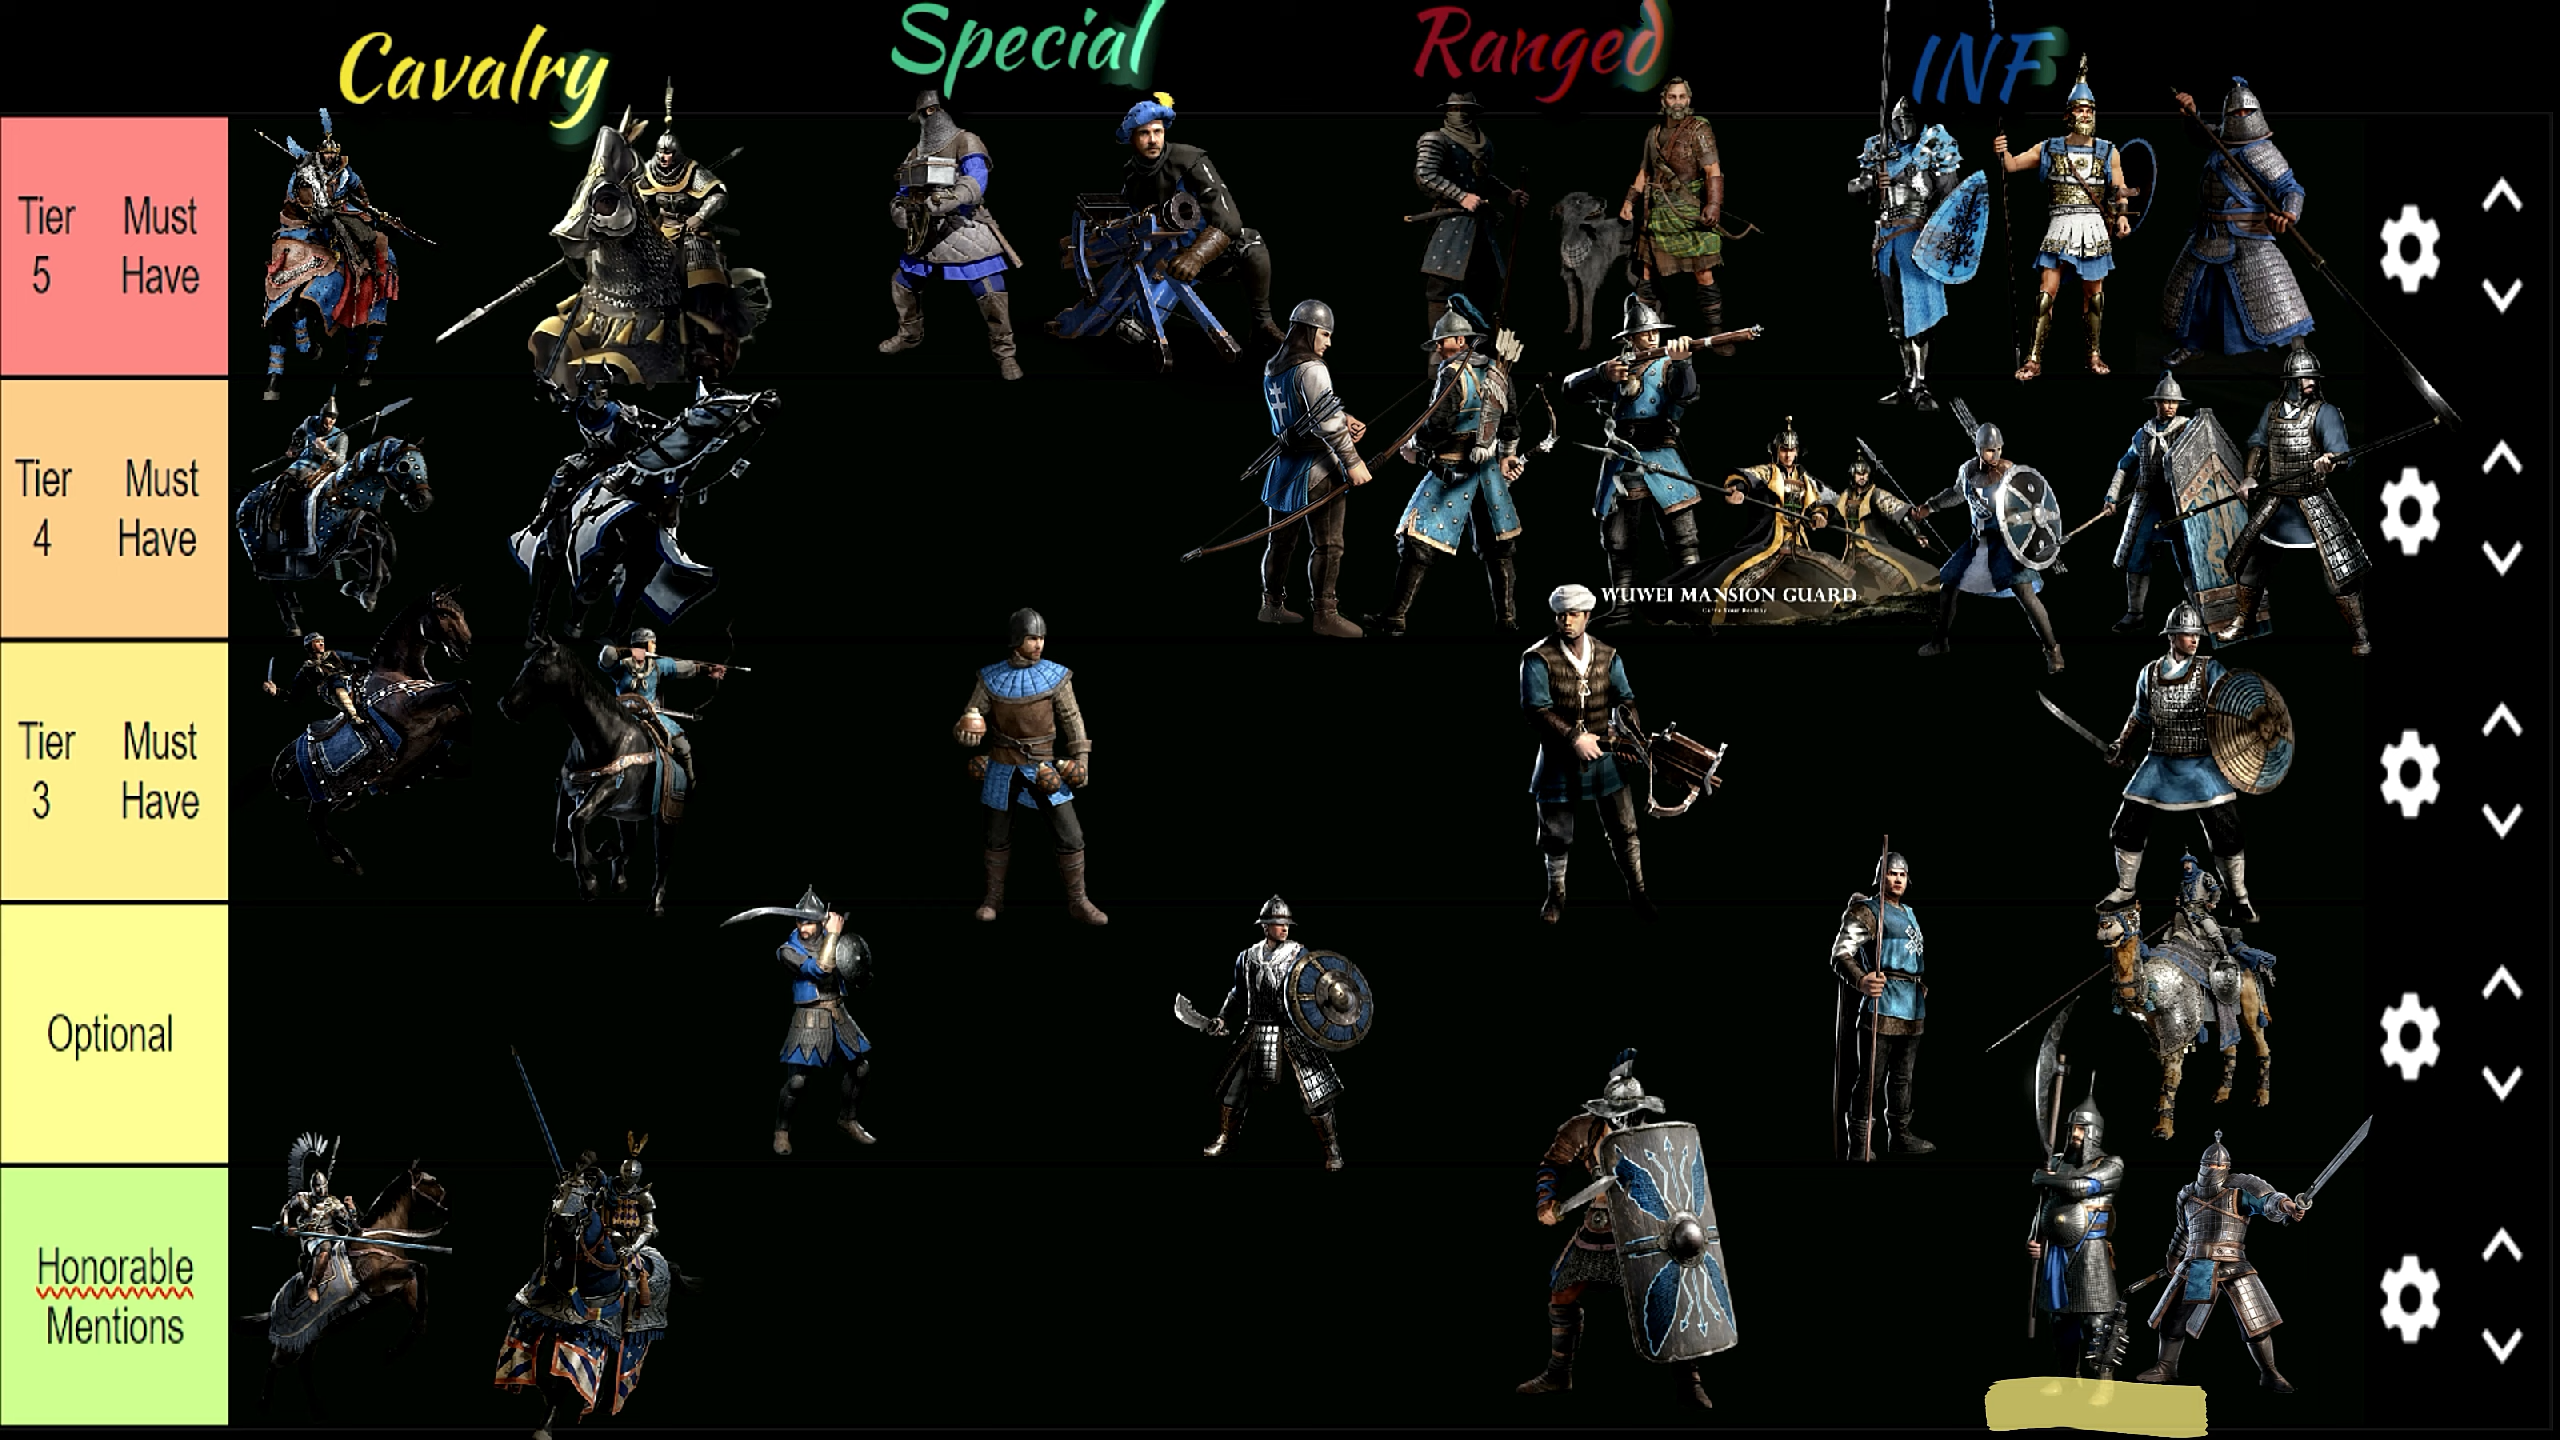 Cavalry
Special
Ranged
INF
Tier Must
5 Have
Tier Must
4 Have
WUWEI MANSION GUARD
Tier Must
3 Have
Optional
Honorable
Mentions